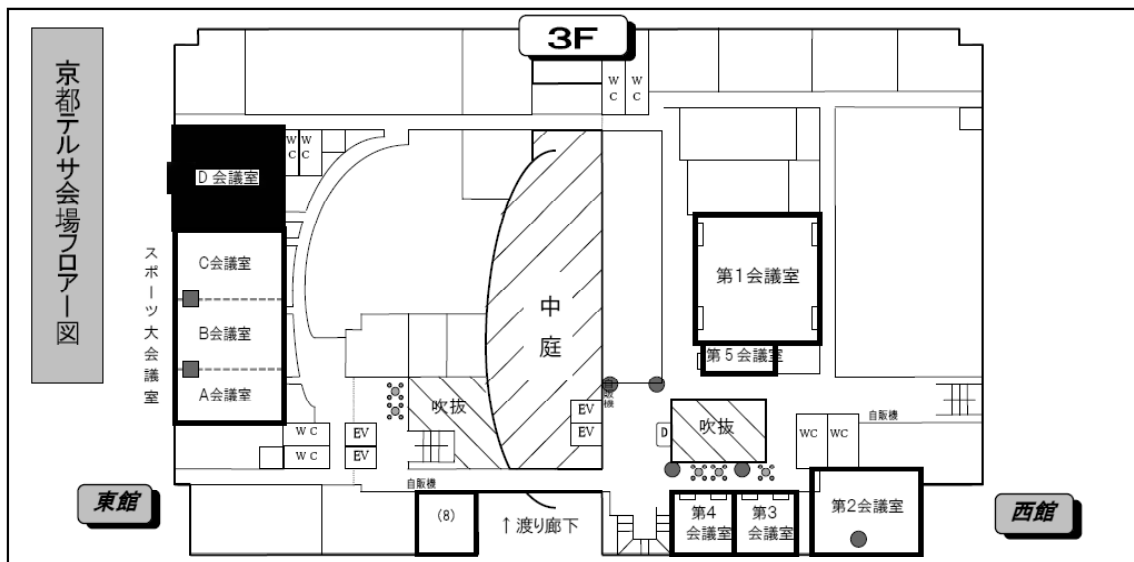 3F
京都テルサ会場フロアー図
WC
WC
WC
WC
D会議室
スポーツ大会議室
C会議室
B会議室
A会議室
中庭
第1会議室
第5会議室
自販機
吹抜
吹抜
EV
EV
D
WC
WC
自販機
WC
EV
WC
EV
自販機
東館
(8)
↑渡り廊下
第4
会議室
第3
会議室
第2会議室
西館